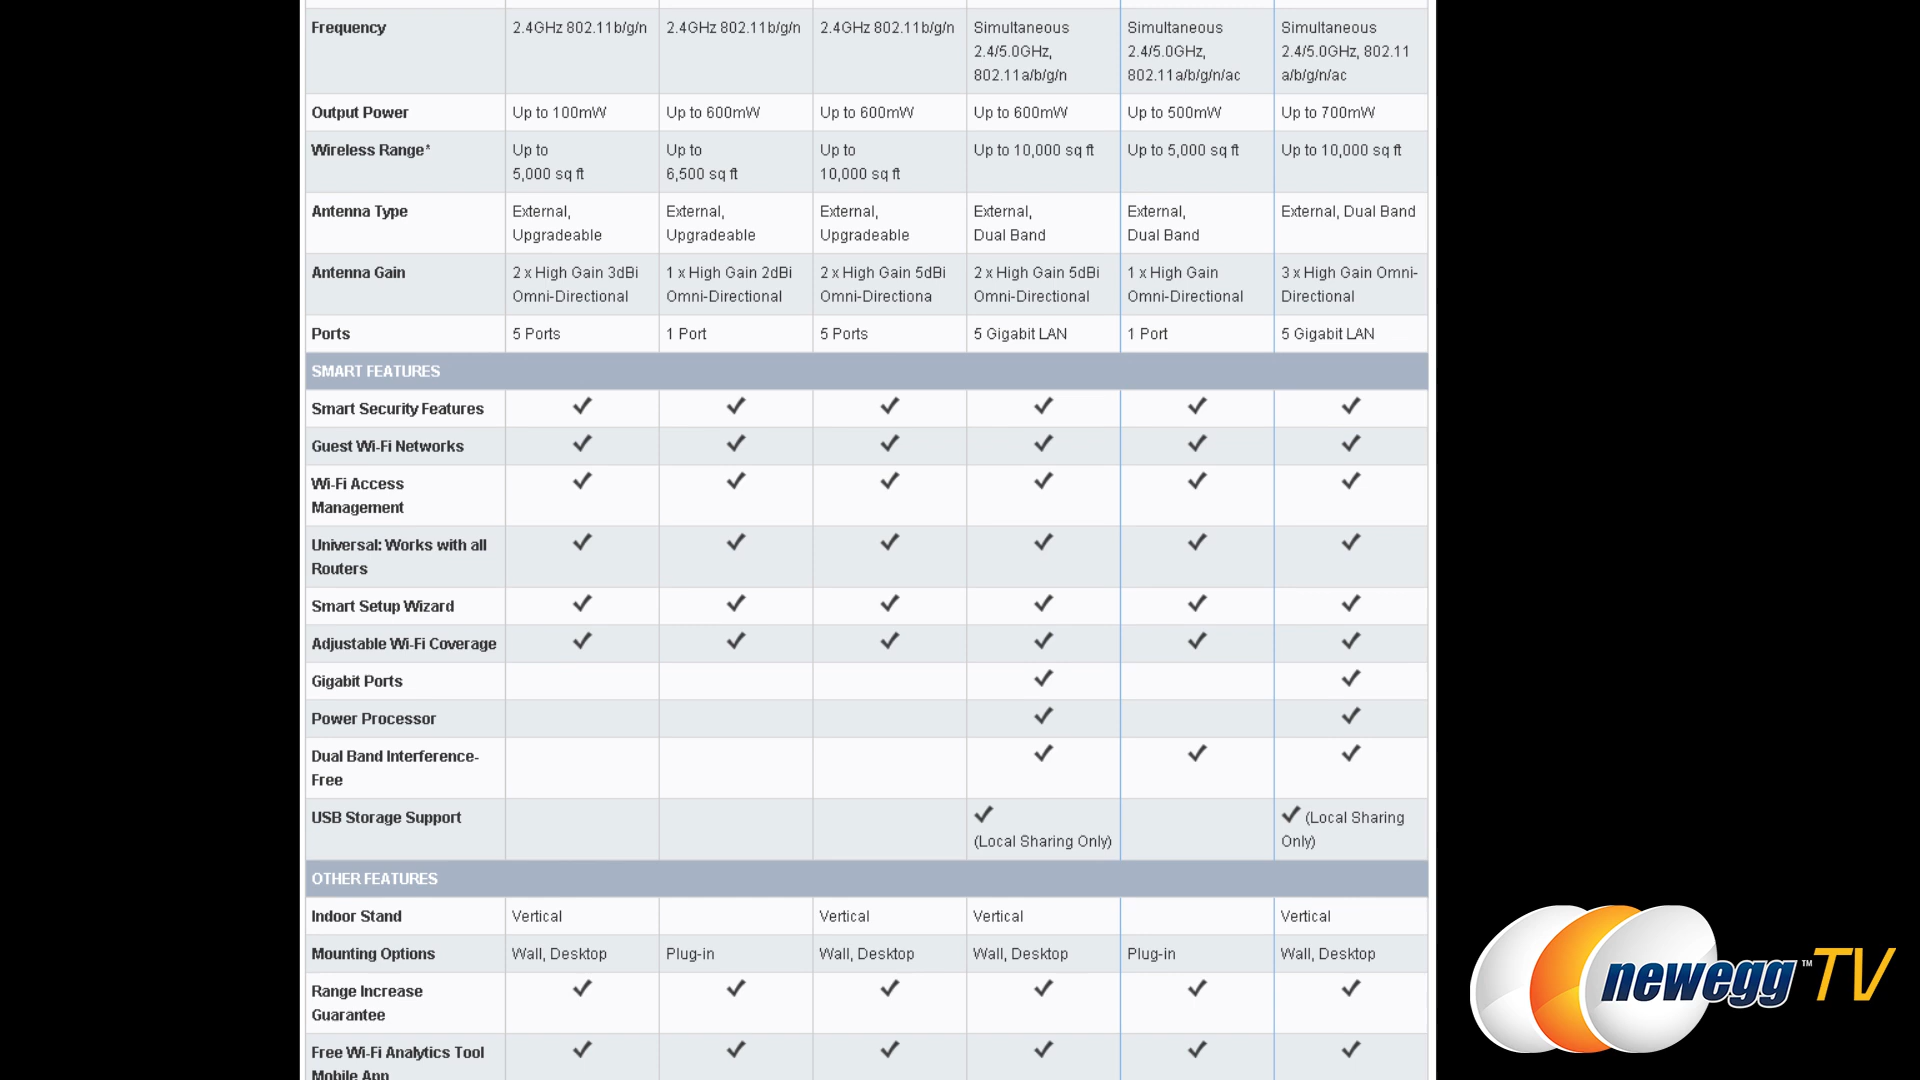 Frequency 2.4GHz 802.11b/g/n 2.4GHz 802.11b/g/n 2.4GHz 802.11b/g/n Simultaneous Simultaneous Simultaneous
2.4/5.0GHz, 2.4/5.0GHz, 2.4/5.0GHz, 802.11
802.11a/b/g/n 802.11a/b/g/n/ac a/b/g/n/ac
Output Power Up to 100mW Up to 600mW Up to 600mW Up to 600mW Up to 500mW Up to 700mW
Wireless Range* Up to Up to Up to Up to 10,000 sq ft Up to 5,000 sq ft Up to 10,000 sq ft
5,000 sq ft 6,500 sq ft 10,000 sq ft
Antenna Type External, External, External, External, External, External, Dual Band
Upgradeable Upgradeable Upgradeable Dual Band Dual Band
Antenna Gain 2 x High Gain 3dBi 1 x High Gain 2dBi 2 x High Gain 5dBi 2 x High Gain 5dBi 1 x High Gain 3 x High Gain Omni-
Omni-Directional Omni-Directional Omni-Directiona Omni-Directional Omni-Directional Directional
Ports 5 Ports 1 Port 5 Ports 5 Gigabit LAN 1 Port 5 Gigabit LAN
SMART FEATURES
Smart Security Features ✓ ✓ ✓ ✓ ✓ ✓
Guest Wi-Fi Networks ✓ ✓ ✓ ✓ ✓ ✓
Wi-Fi Access ✓ ✓ ✓ ✓ ✓ ✓
Management
Universal: Works with all ✓ ✓ ✓ ✓ ✓ ✓
Routers
Smart Setup Wizard ✓ ✓ ✓ ✓ ✓ ✓
Adjustable Wi-Fi Coverage ✓ ✓ ✓ ✓ ✓ ✓
Gigabit Ports ✓ ✓
Power Processor ✓ ✓
Dual Band Interference- ✓ ✓ ✓
Free
USB Storage Support ✓ ✓ (Local Sharing
(Local Sharing Only) Only)
OTHER FEATURES
Indoor Stand Vertical Vertical Vertical Vertical
Mounting Options Wall, Desktop Plug-in Wall, Desktop Wall, Desktop Plug-in Wall, Desktop
Range Increase ✓ ✓ ✓ ✓ ✓ ✓
Guarantee
Free Wi-Fi Analytics Tool ✓ ✓ ✓ ✓ ✓ ✓
Mobile App
newegg™TV